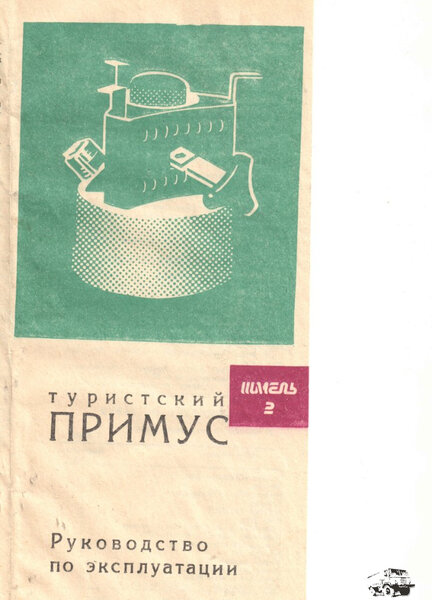 туристский
ПРИМУС
ШМЕЛЬ
2
Руководство
по эксплуатации